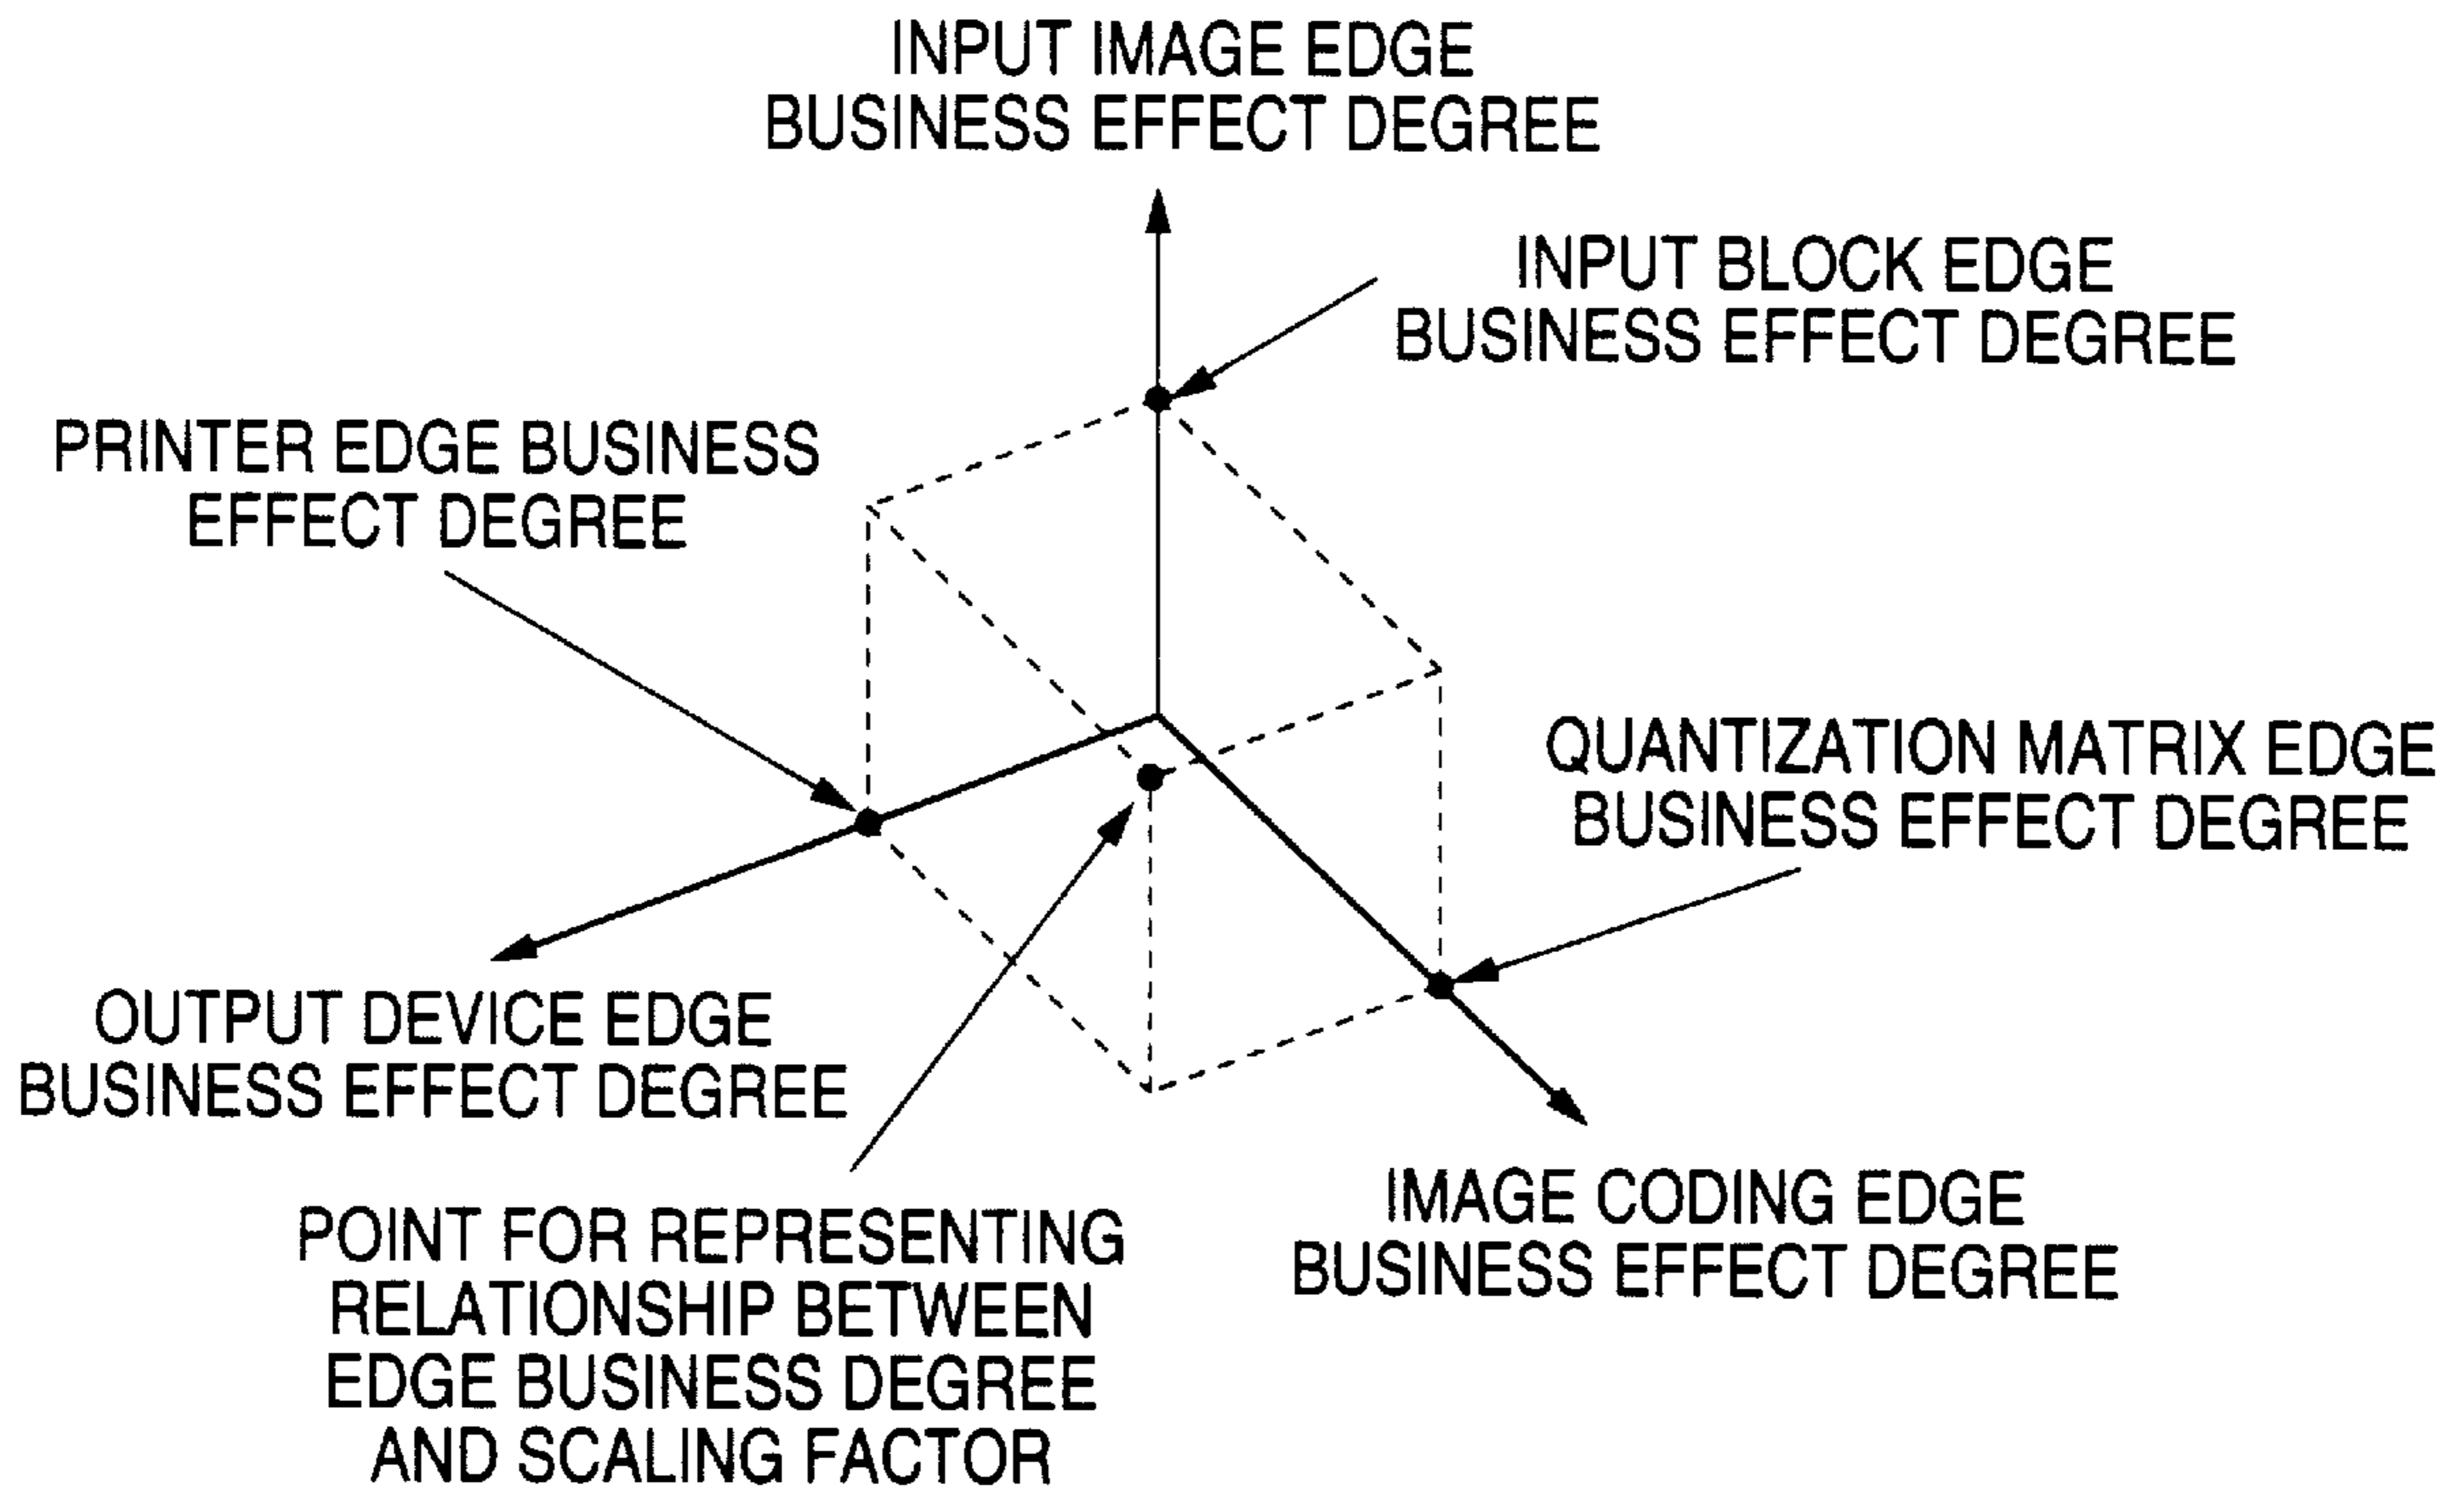 INPUT IMAGE EDGE
BUSINESS EFFECT DEGREE
INPUT BLOCK EDGE
BUSINESS EFFECT DEGREE
PRINTER EDGE BUSINESS
EFFECT DEGREE
QUANTIZATION MATRIX EDGE
BUSINESS EFFECT DEGREE
OUTPUT DEVICE EDGE
BUSINESS EFFECT DEGREE
IMAGE CODING EDGE
BUSINESS EFFECT DEGREE
POINT FOR REPRESENTING
RELATIONSHIP BETWEEN
EDGE BUSINESS DEGREE
AND SCALING FACTOR